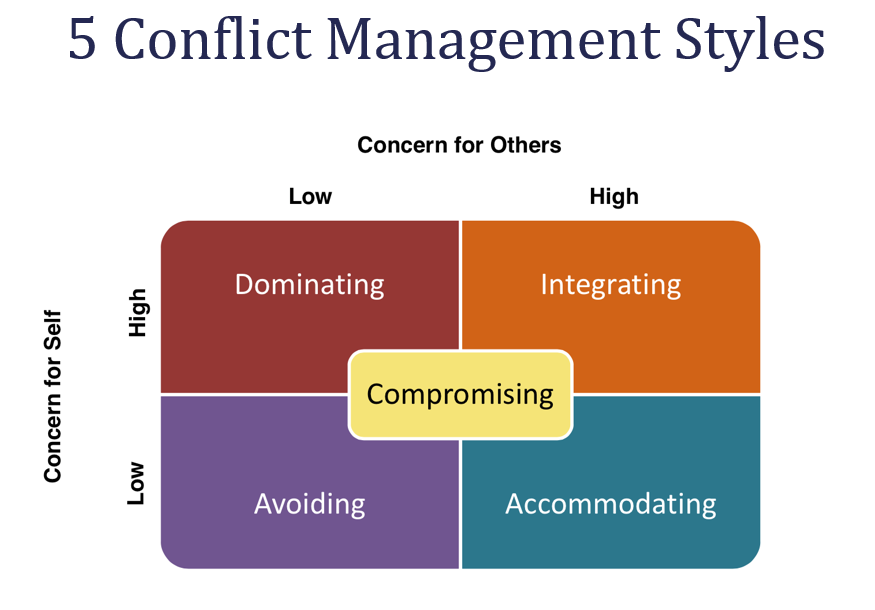 5 Conflict Management Styles
Concern for Others
Low
High
Concern for Self
High
Dominating
Integrating
Compromising
Low
Avoiding
Accommodating